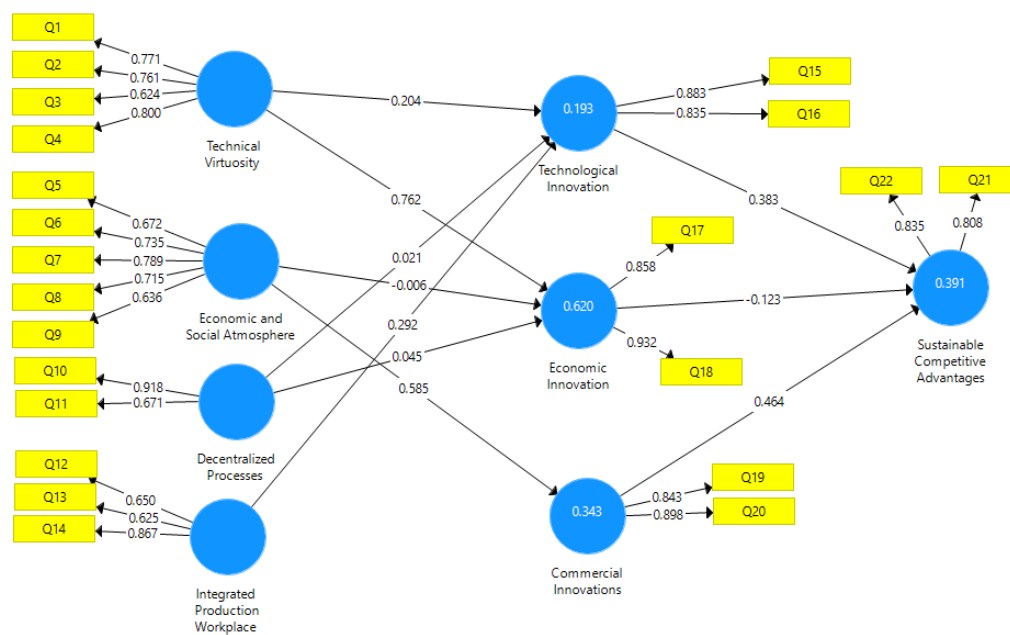 Q1
Q2
Q3
Q4
0.771
0.761
0.624
0.800
Technical
Virtuosity
Q5
Q6
Q7
Q8
Q9
0.672
0.735
0.789
0.715
0.636
Economic and
Social Atmosphere
Q10
Q11
0.918
0.671
Decentralized
Processes
Q12
Q13
Q14
0.650
0.625
0.867
Integrated
Production
Workplace
0.204
0.762
0.021
-0.006
0.292
0.045
0.585
0.193
Technological
Innovation
0.883
0.835
Q15
Q16
0.620
Economic
Innovation
0.858
0.932
Q17
Q18
0.343
Commercial
Innovations
0.843
0.898
Q19
Q20
0.383
-0.123
0.464
Q22
Q21
0.835
0.808
0.391
Sustainable
Competitive
Advantages